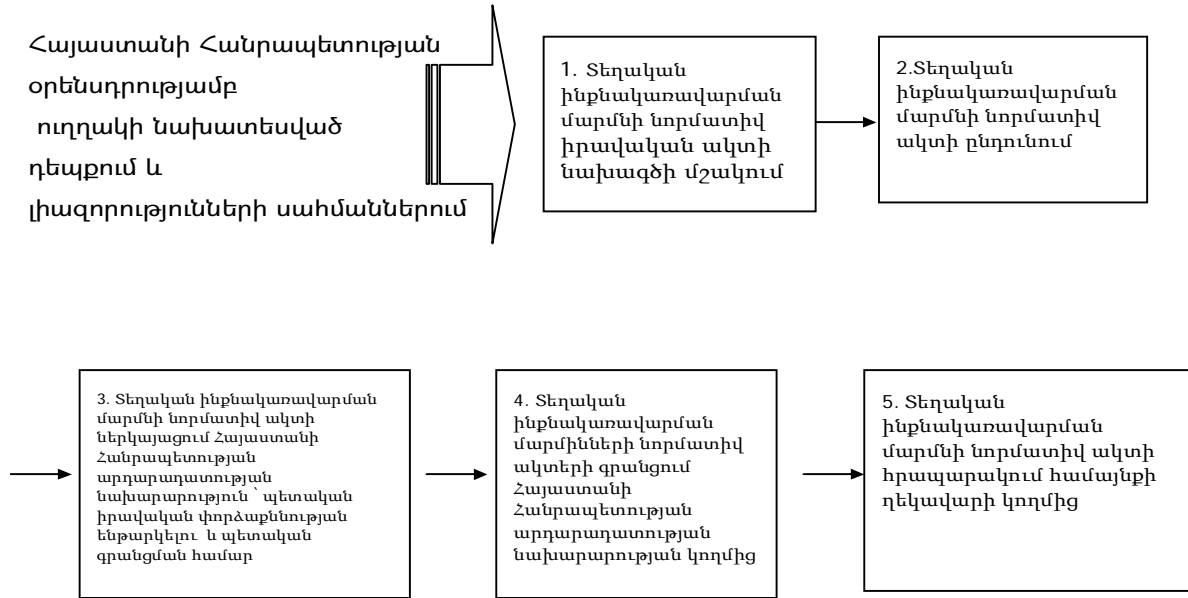 Հայաստանի Հանրապետության
օրենսդրությամբ
ուղղակի նախատեսված
դեպքում և
լիազորությունների սահմաններում
1. Տեղական
ինքնակառավարման
մարմնի նորմատիվ
իրավական ակտի
նախագծի մշակում
2.Տեղական
ինքնակառավարման
մարմնի նորմատիվ
ակտի ընդունում
3. Տեղական ինքնակառավարման
մարմնի նորմատիվ ակտի
ներկայացում Հայաստանի
Հանրապետության
արդարադատության
նախարարություն ՝ պետական
իրավական փորձաքննության
ենթարկելու և պետական
գրանցման համար
4. Տեղական
ինքնակառավարման
մարմինների նորմատիվ
ակտերի գրանցում
Հայաստանի
Հանրապետության
արդարադատության
նախարարության կողմից
5. Տեղական
ինքնակառավարման
մարմնի նորմատիվ ակտի
հրապարակում համայնքի
ղեկավարի կողմից